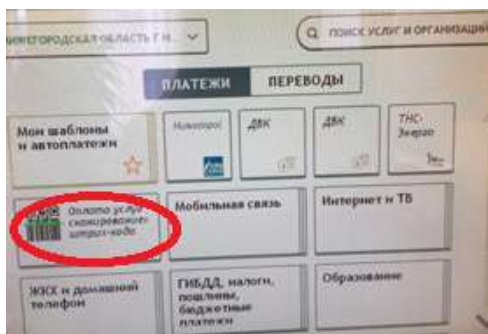 НИЖЕГОРОДСКАЯ ОБЛАСТЬ Г Н...
ПОИСК УСЛУГ И ОРГАНИЗАЦИЙ
ПЛАТЕЖИ
ПЕРЕВОДЫ
Мои шаблоны
и автоплатежи
ДВК
ДВК
ТНС-
Энерго
Оплата услуг
сканирование
штрих-кода
Мобильная связь
Интернет и ТВ
ЖКХ и домашний
телефон
ГИБДД, налоги,
пошлины,
бюджетные
платежи
Образование